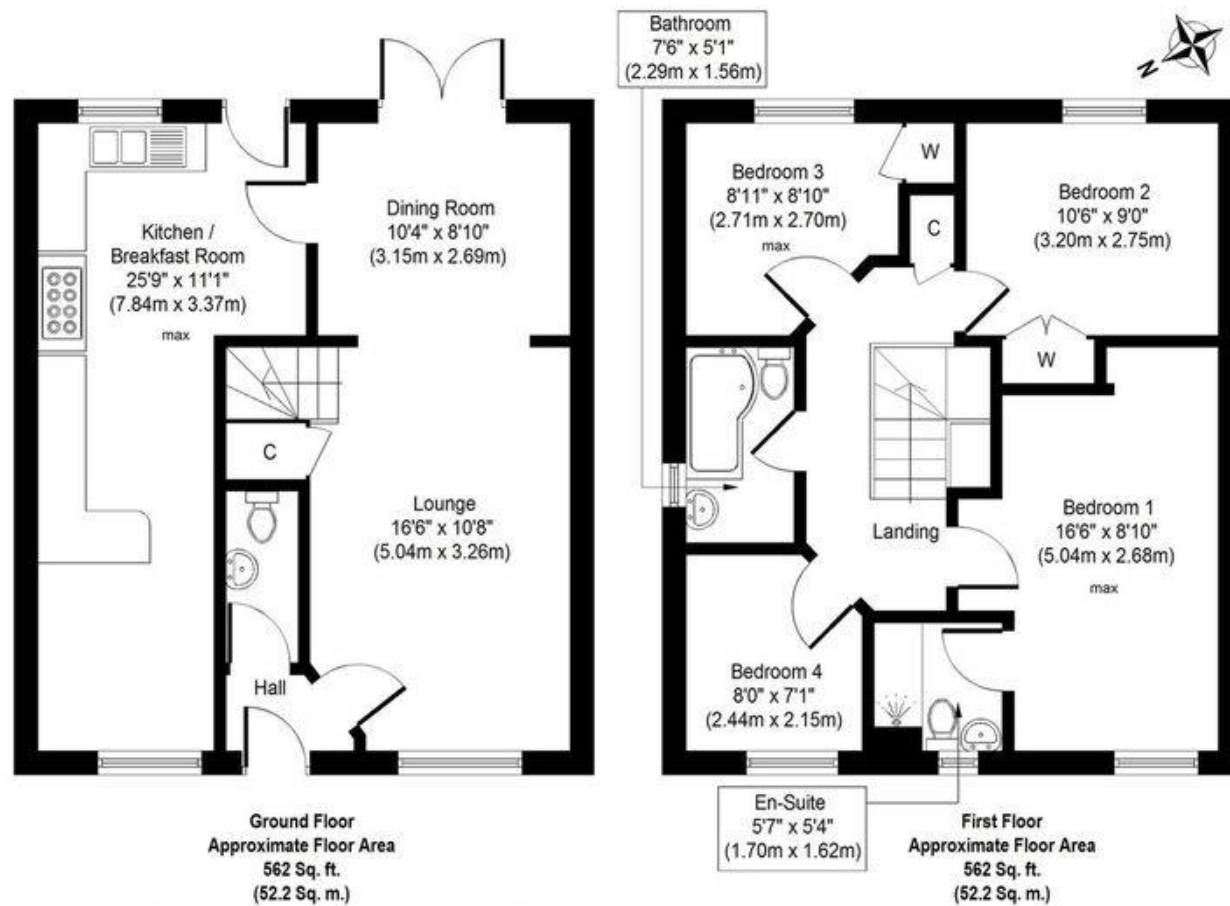 Bathroom
7'6" x 5'1"
(2.29m x 1.56m)
N
Kitchen /
Breakfast Room
25'9" x 11'1"
(7.84m x 3.37m)
max
Dining Room
10'4" x 8'10"
(3.15m x 2.69m)
C
Lounge
16'6" x 10'8"
(5.04m x 3.26m)
Hall
Ground Floor
Approximate Floor Area
562 Sq. ft.
(52.2 Sq. m.)
Bedroom 3
8'11" x 8'10"
(2.71m x 2.70m)
max
W
C
Bedroom 2
10'6" x 9'0"
(3.20m x 2.75m)
W
Landing
Bedroom 1
16'6" x 8'10"
(5.04m x 2.68m)
max
Bedroom 4
8'0" x 7'1"
(2.44m x 2.15m)
En-Suite
5'7" x 5'4"
(1.70m x 1.62m)
First Floor
Approximate Floor Area
562 Sq. ft.
(52.2 Sq. m.)